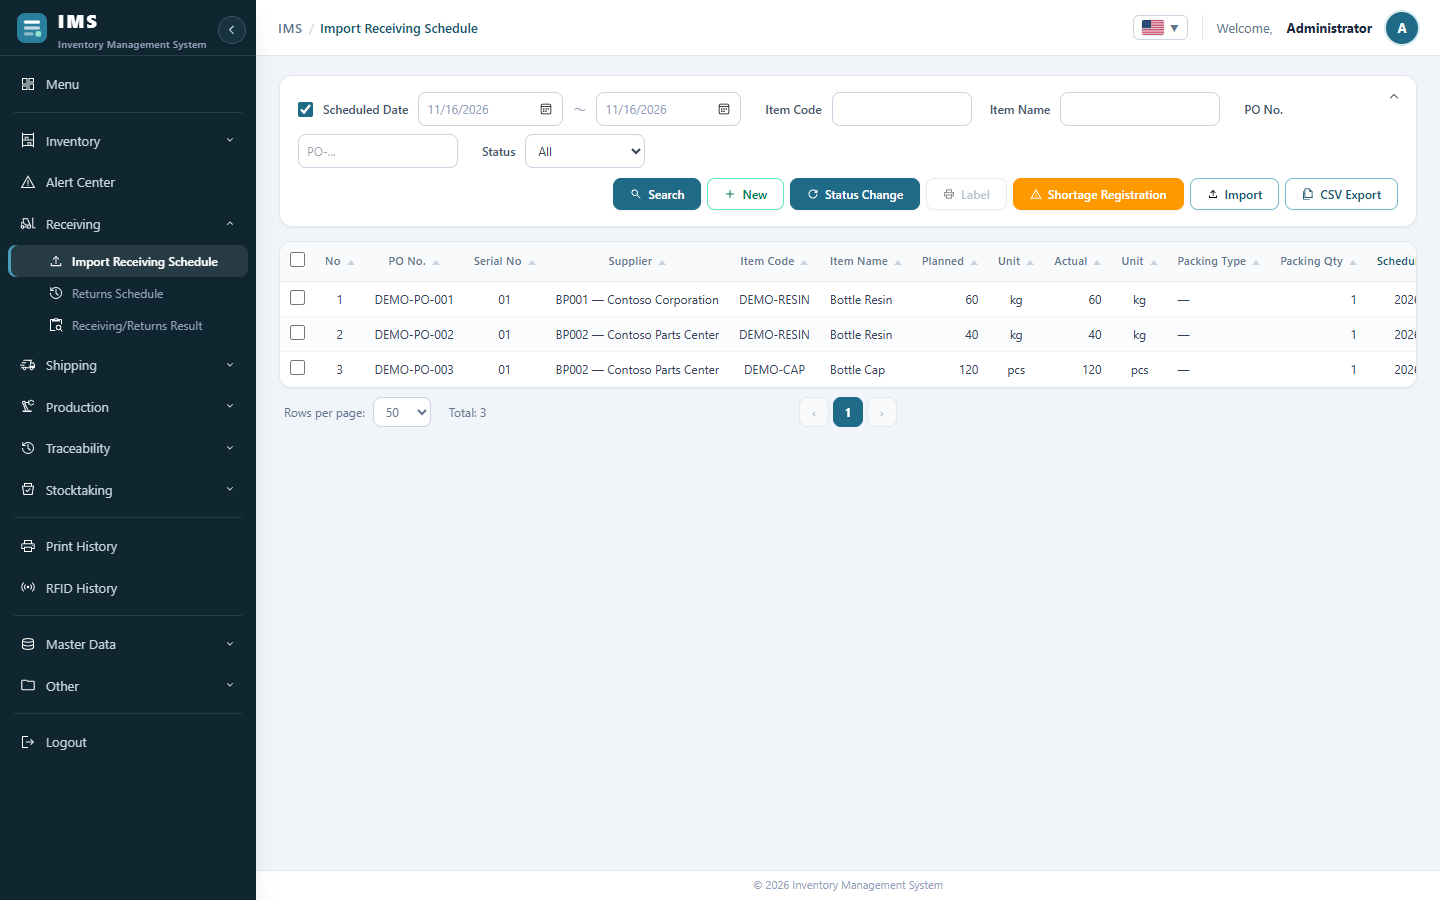 IMS
Inventory Management System
Menu
Inventory
Alert Center
Receiving
Import Receiving Schedule
Returns Schedule
Receiving/Returns Result
Shipping
Production
Traceability
Stocktaking
Print History
RFID History
Master Data
Other
Logout
IMS / Import Receiving Schedule
Welcome, Administrator A
Scheduled Date 11/16/2026 ~ 11/16/2026 Item Code Item Name PO No.
PO-... Status All
Search New Status Change Label Shortage Registration Import CSV Export
No PO No. Serial No Supplier Item Code Item Name Planned Unit Actual Unit Packing Type Packing Qty Schedu
1 DEMO-PO-001 01 BP001 — Contoso Corporation DEMO-RESIN Bottle Resin 60 kg 60 kg — 1 2026
2 DEMO-PO-002 01 BP002 — Contoso Parts Center DEMO-RESIN Bottle Resin 40 kg 40 kg — 1 2026
3 DEMO-PO-003 01 BP002 — Contoso Parts Center DEMO-CAP Bottle Cap 120 pcs 120 pcs — 1 2026
Rows per page: 50 Total: 3 ‹ 1 ›
© 2026 Inventory Management System